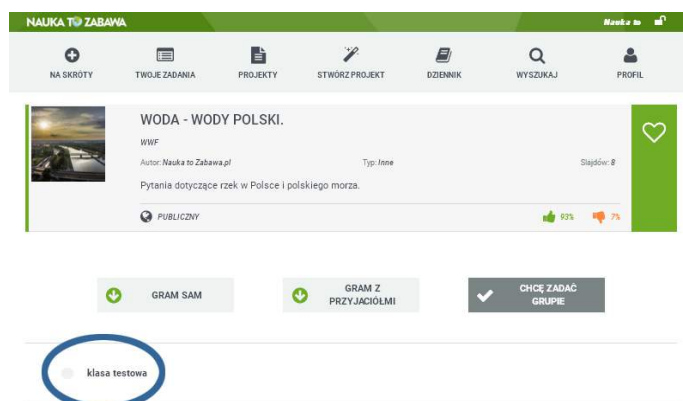 NAUKA TO ZABAWA
Nauka to
NA SKRÓTY TWOJE ZADANIA PROJEKTY STWÓRZ PROJEKT DZIENNIK WYSZUKAJ PROFIL
WODA - WODY POLSKI.
WWF
Autor: Nauka to Zabawa.pl Typ: Inne Slajdów: 8
Pytania dotyczące rzek w Polsce i polskiego morza.
PUBLICZNY 93% 7%
GRAM SAM
GRAM Z
PRZYJACIÓŁMI
CHCĘ ZADAĆ
GRUPIE
klasa testowa